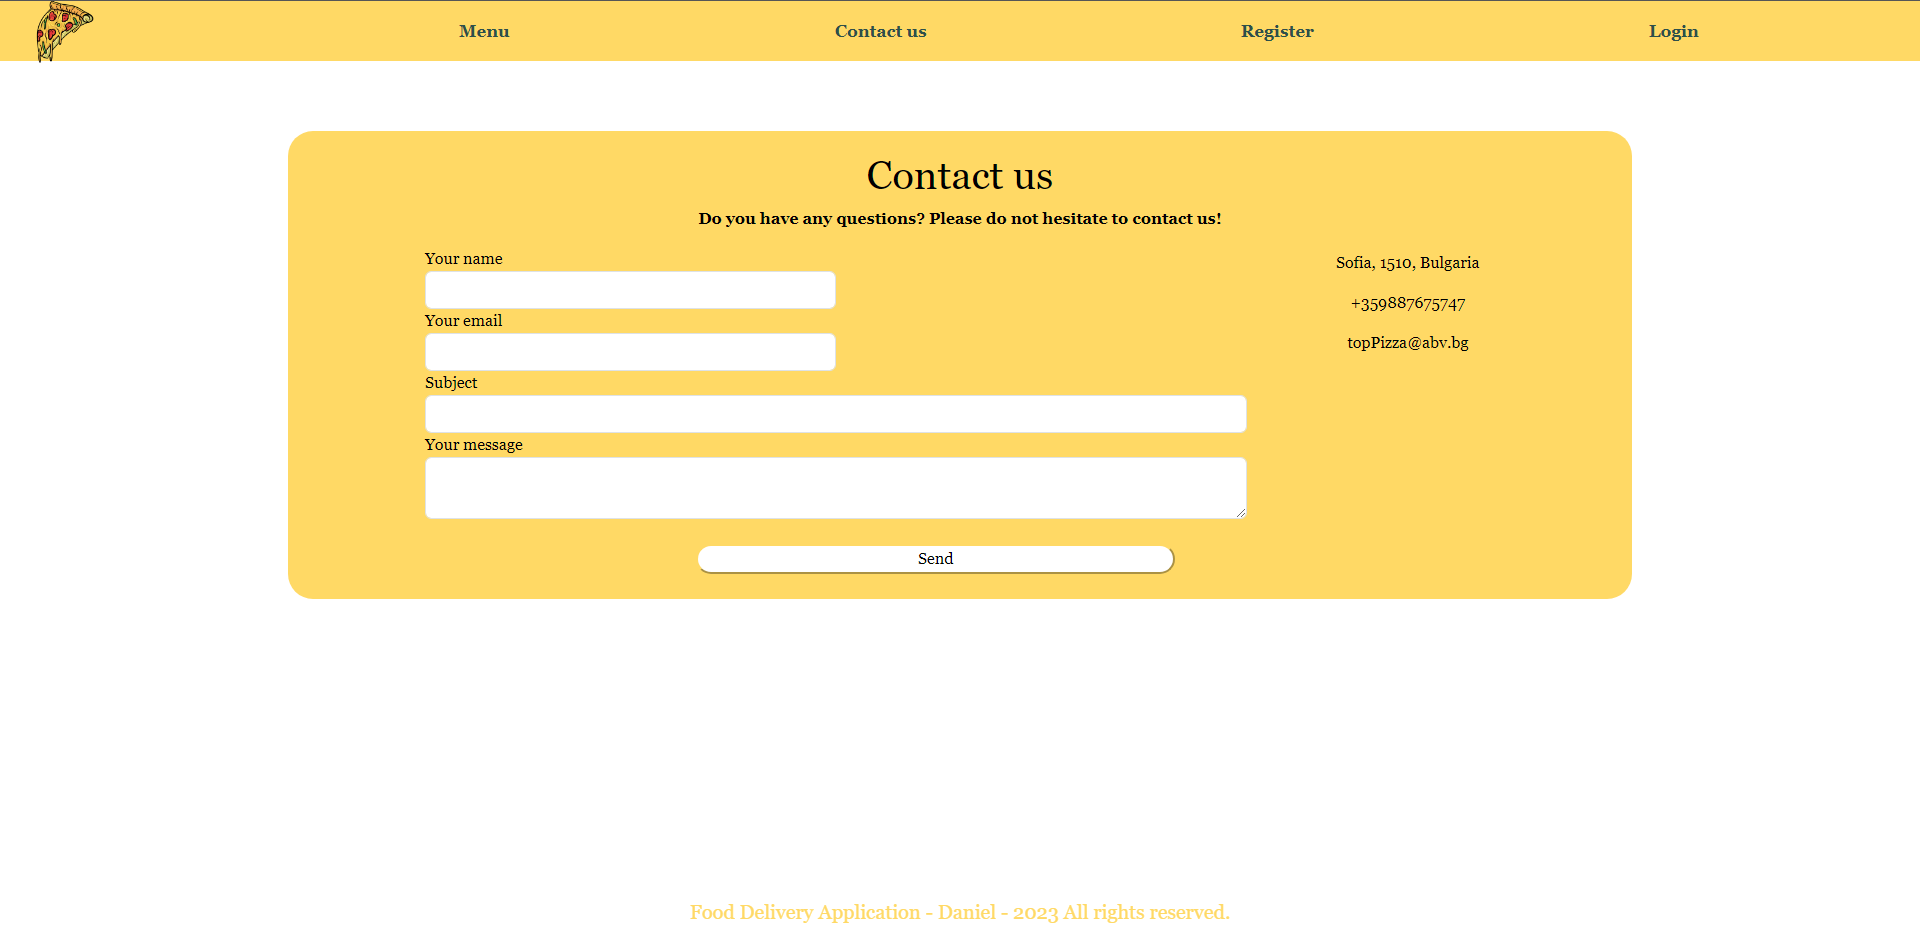 Menu Contact us Register Login
Contact us
Do you have any questions? Please do not hesitate to contact us!
Your name
Your email
Subject
Your message
Send
Sofia, 1510, Bulgaria
+359887675747
topPizza@abv.bg
Food Delivery Application - Daniel - 2023 All rights reserved.